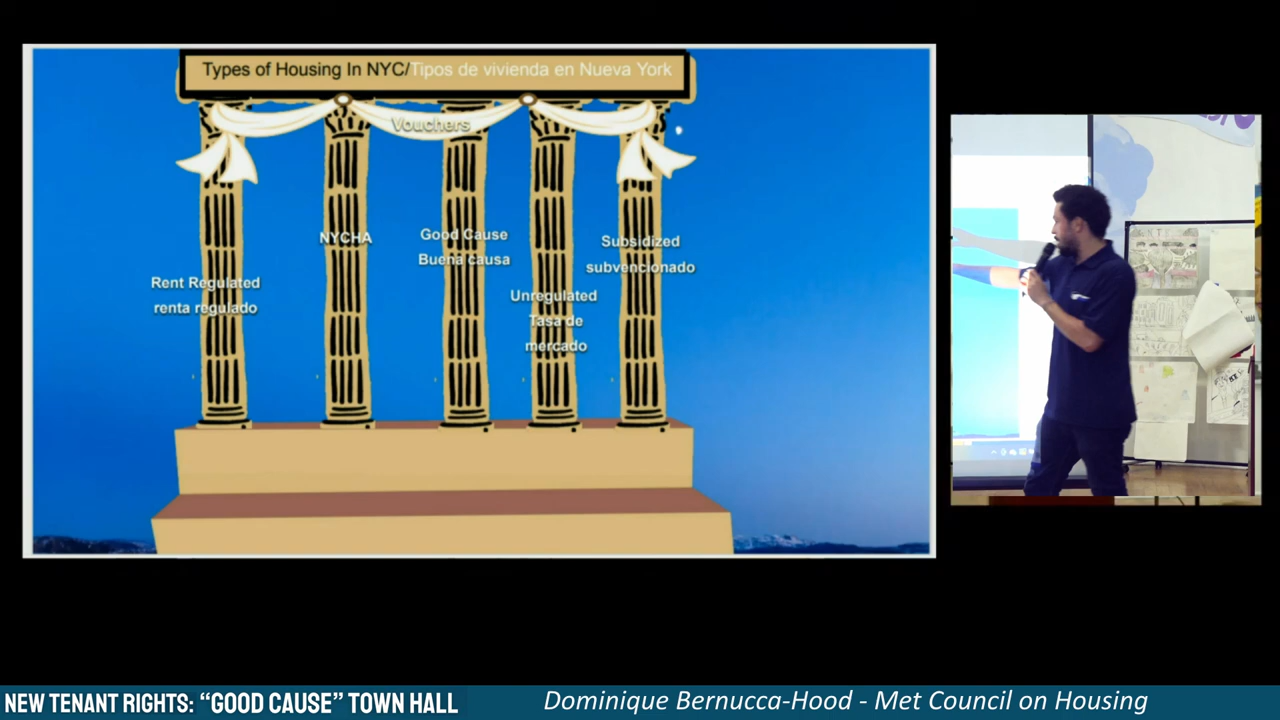 Types of Housing In NYC/Tipos de vivienda en Nueva York
Vouchers
Rent Regulated
renta regulado
NYCHA
Good Cause
Buena causa
Unregulated
Tasa de
mercado
Subsidized
subvencionado
NEW TENANT RIGHTS: “GOOD CAUSE” TOWN HALL
Dominique Bernucca-Hood - Met Council on Housing